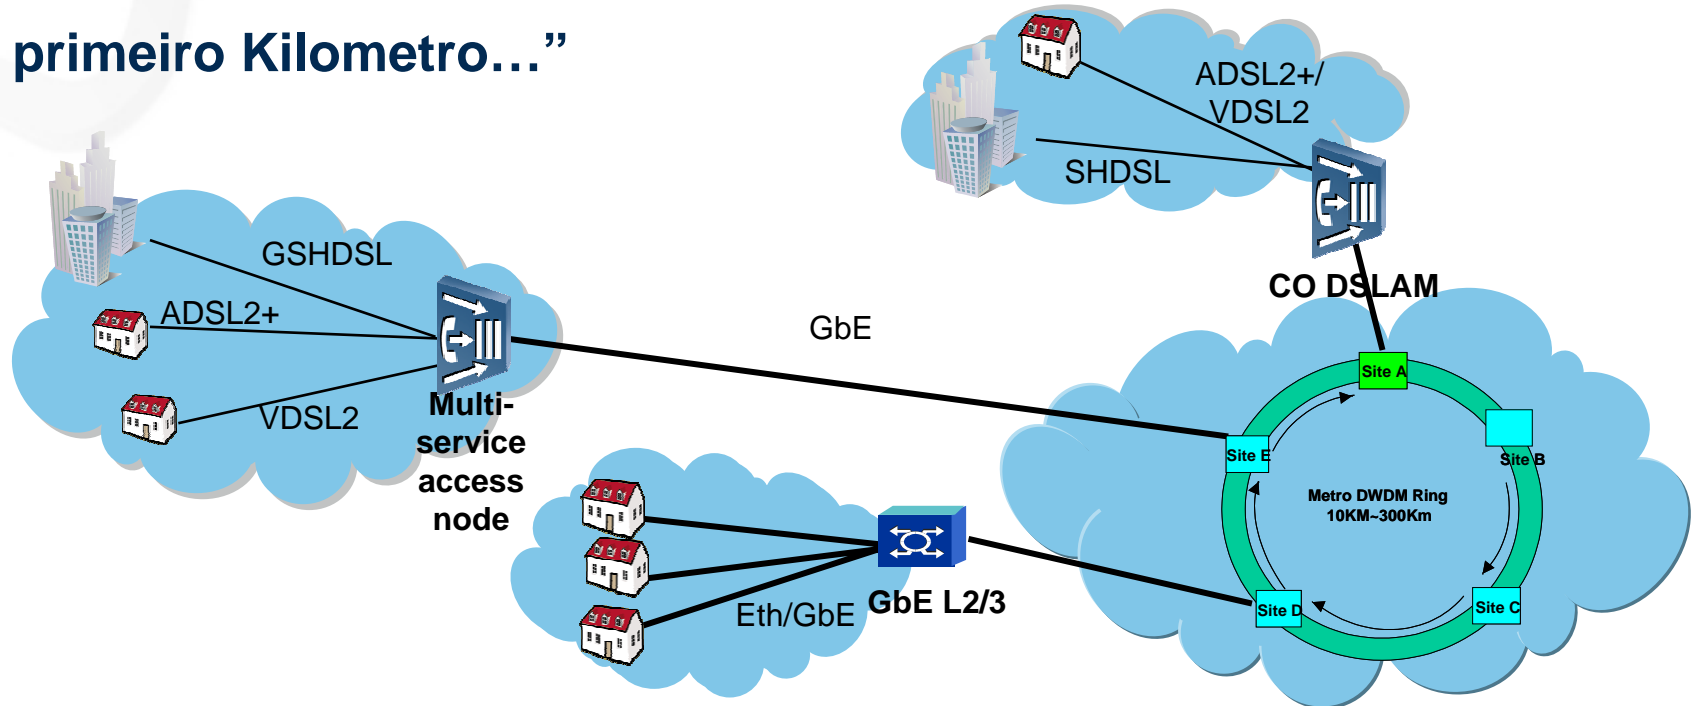 primeiro Kilometro…”
ADSL2+/
VDSL2
SHDSL
CO DSLAM
GSHDSL
ADSL2+
VDSL2
Multi-
service
access
node
GbE
Eth/GbE
GbE L2/3
Site A
Site B
Site E
Metro DWDM Ring
10KM~300Km
Site D
Site C